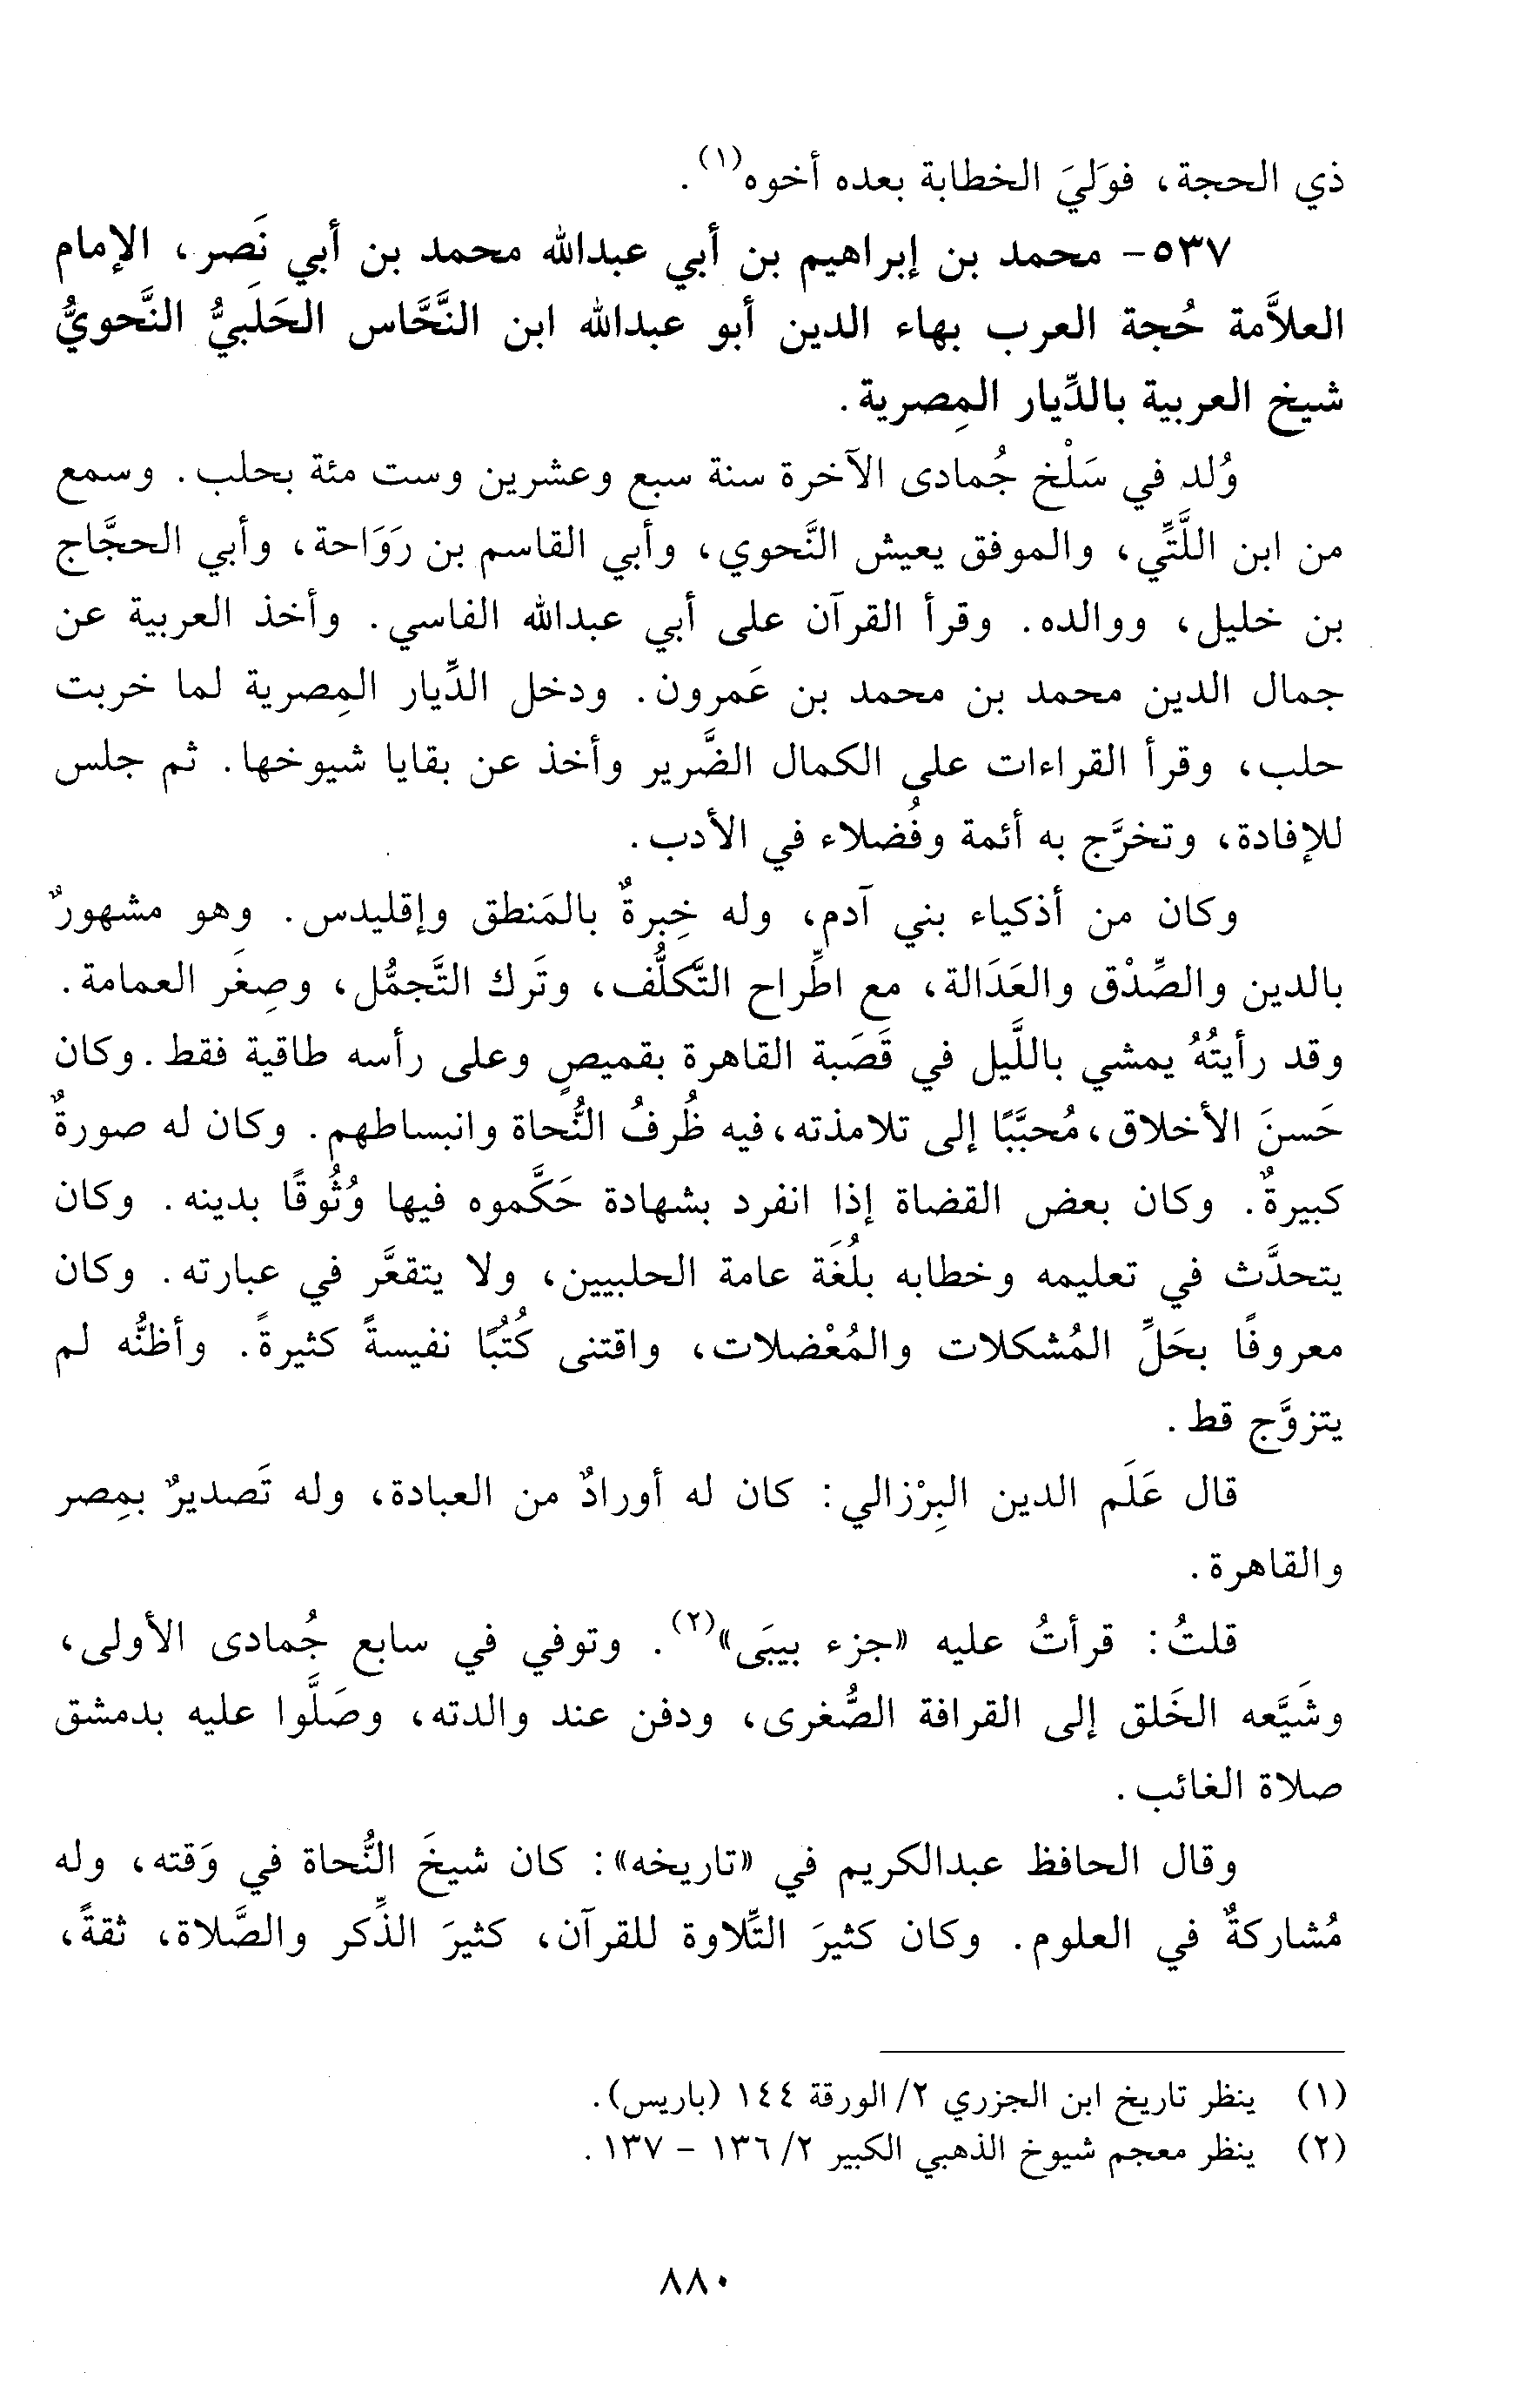 ذي الحجة، فوَليَ الخطابة بعده أخوه(١).
٥٣٧- محمد بن إبراهيم بن أبي عبدالله محمد بن أبي نَصر، الإمام
العلاَّمة حُجة العرب بهاء الدين أبو عبدالله ابن النَّحَّاس الحَلَبيُّ النَّحويُّ
شيخ العربية بالدِّيار المِصرية.
وُلد في سَلْخ جُمادى الآخرة سنة سبع وعشرين وست مئة بحلب. وسمع
من ابن اللَّتِّي، والموفق يعيش النَّحوي، وأبي القاسم بن رَوَاحة، وأبي الحجَّاج
بن خليل، ووالده. وقرأ القرآن على أبي عبدالله الفاسي. وأخذ العربية عن
جمال الدين محمد بن محمد بن عَمرون. ودخل الدِّيار المِصرية لما خربت
حلب، وقرأ القراءات على الكمال الضَّرير وأخذ عن بقايا شيوخها. ثم جلس
للإفادة، وتخرَّج به أئمة وفُضلاء في الأدب.
وكان من أذكياء بني آدم، وله خِبرةٌ بالمَنطق وإقليدس. وهو مشهورٌ
بالدين والصِّدْق والعَدَالة، مع اطِّراح التَّكلُّف، وتَرك التَّجمُّل، وصِغَر العمامة.
وقد رأيتُهُ يمشي باللَّيل في قَصَبة القاهرة بقميصٍ وعلى رأسه طاقية فقط. وكان
حَسنَ الأخلاق، مُحبَّبًا إلى تلامذته، فيه ظُرفُ النُّحاة وانبساطهم. وكان له صورةٌ
كبيرةٌ. وكان بعض القضاة إذا انفرد بشهادة حَكَّموه فيها وُثُوقًا بدينه. وكان
يتحدَّث في تعليمه وخطابه بلُغَة عامة الحلبيين، ولا يتقعَّر في عبارته. وكان
معروفًا بحَلِّ المُشكلات والمُعْضلات، واقتنى كُتُبًا نفيسةً كثيرةً. وأظنُّه لم
يتزوَّج قط.
قال عَلَم الدين البِرْزالي: كان له أورادٌ من العبادة، وله تَصديرٌ بمِصر
والقاهرة.
قلتُ: قرأتُ عليه «جزء بيبَى»(٢). وتوفي في سابع جُمادى الأولى،
وشَيَّعه الخَلق إلى القرافة الصُّغرى، ودفن عند والدته، وصَلَّوا عليه بدمشق
صلاة الغائب.
وقال الحافظ عبدالكريم في «تاريخه»: كان شيخَ النُّحاة في وَقته، وله
مُشاركةٌ في العلوم. وكان كثيرَ التِّلاوة للقرآن، كثيرَ الذِّكر والصَّلاة، ثقةً،
(١) ينظر تاريخ ابن الجزري ٢/ الورقة ١٤٤ (باريس).
(٢) ينظر معجم شيوخ الذهبي الكبير ٢/ ١٣٦ - ١٣٧.
٨٨٠